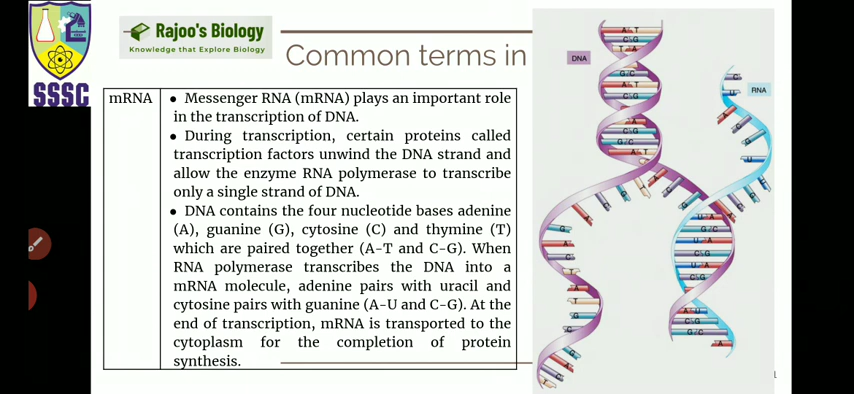 Rajoo's Biology
Knowledge that Explore Biology
SSSC
Common terms in
mRNA
• Messenger RNA (mRNA) plays an important role
in the transcription of DNA.
• During transcription, certain proteins called
transcription factors unwind the DNA strand and
allow the enzyme RNA polymerase to transcribe
only a single strand of DNA.
• DNA contains the four nucleotide bases adenine
(A), guanine (G), cytosine (C) and thymine (T)
which are paired together (A-T and C-G). When
RNA polymerase transcribes the DNA into a
mRNA molecule, adenine pairs with uracil and
cytosine pairs with guanine (A-U and C-G). At the
end of transcription, mRNA is transported to the
cytoplasm for the completion of protein
synthesis.
DNA
RNA